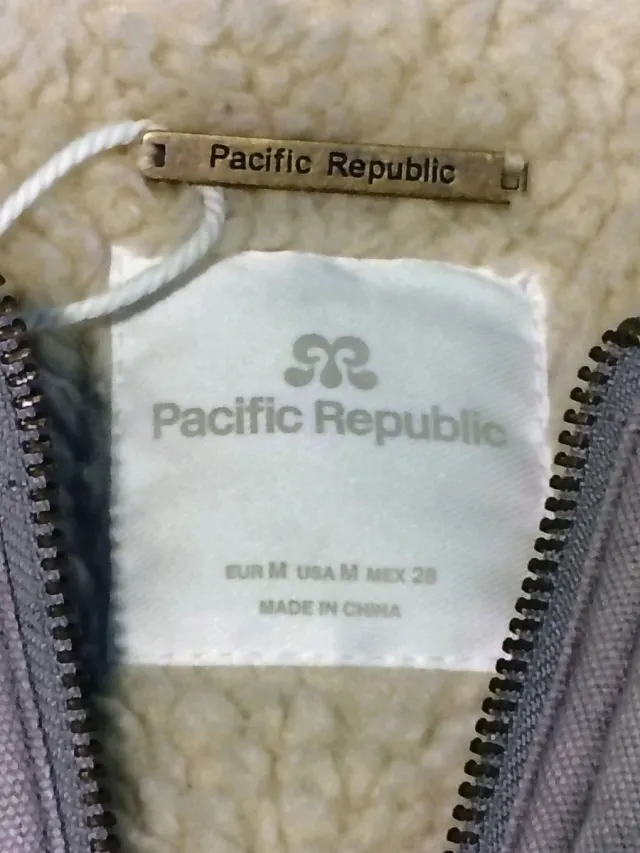 Pacific Republic
Pacific Republic
EUR M USA M MEX 28
MADE IN CHINA